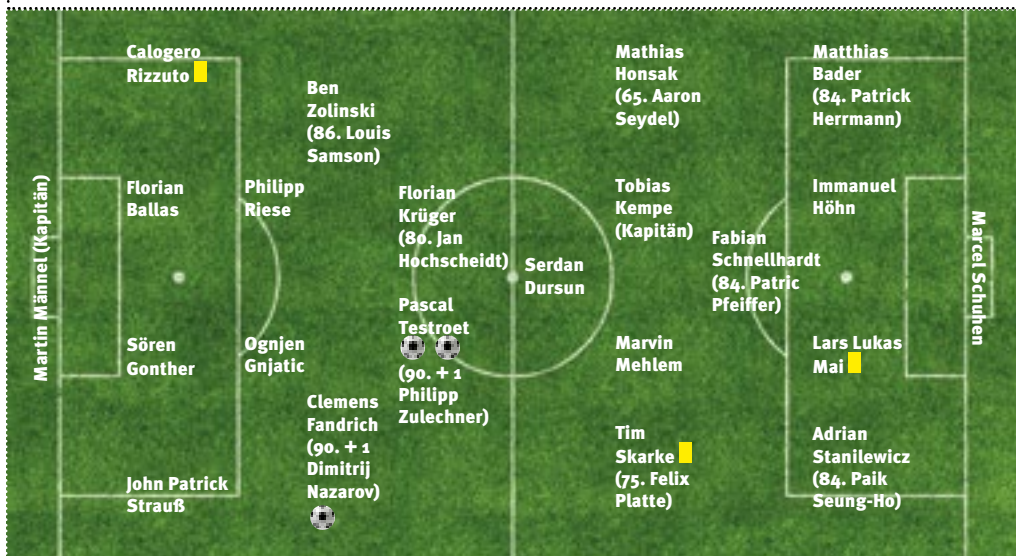 Calogero
Rizzuto
Ben
Zolinski
(86. Louis
Samson)
Martin Männel (Kapitän)
Florian
Ballas
Philipp
Riese
Florian
Krüger
(80. Jan
Hochscheidt)
Pascal
Testroet
(90. + 1
Philipp
Zulechner)
Sören
Gonther
Ognjen
Gnjatic
Clemens
Fandrich
(90. + 1
Dimitrij
Nazarov)
John Patrick
Strauß
Serdan
Dursun
Mathias
Honsak
(65. Aaron
Seydel)
Tobias
Kempe
(Kapitän)
Marvin
Mehlem
Tim
Skarke
(75. Felix
Platte)
Fabian
Schnellhardt
(84. Patric
Pfeiffer)
Matthias
Bader
(84. Patrick
Herrmann)
Immanuel
Höhn
Lars Lukas
Mai
Adrian
Stanilewicz
(84. Paik
Seung-Ho)
Marcel Schuhen